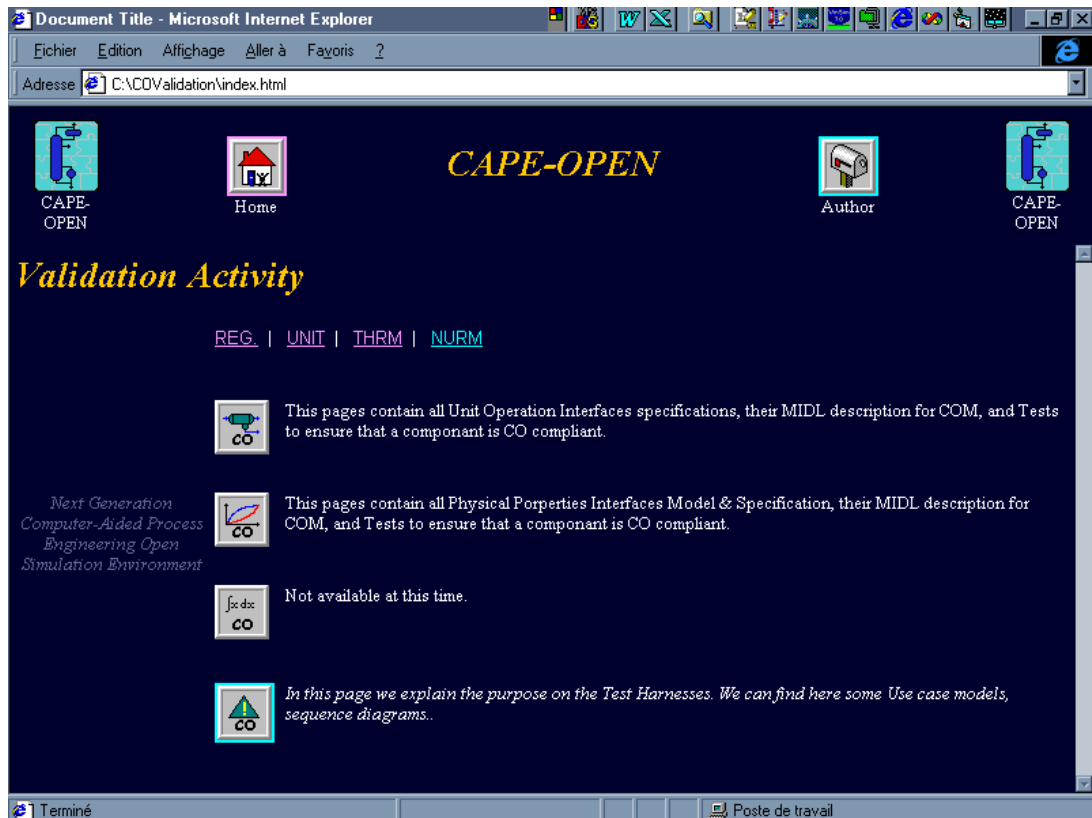 Document Title - Microsoft Internet Explorer
Fichier Edition Affichage Aller à Favoris ?
Adresse C:\COValidation\index.html
CAPE-OPEN
CAPE-
OPEN
Home
Author
CAPE-
OPEN
Validation Activity
REG. | UNIT | THRM | NURM
CO
This pages contain all Unit Operation Interfaces specifications, their MIDL description for COM, and Tests
to ensure that a componant is CO compliant.
Next Generation
Computer-Aided Process
Engineering Open
Simulation Environment
CO
This pages contain all Physical Porperties Interfaces Model & Specification, their MIDL description for
COM, and Tests to ensure that a componant is CO compliant.
∫x dx
CO
Not available at this time.
CO
In this page we explain the purpose on the Test Harnesses. We can find here some Use case models,
sequence diagrams..
Terminé
Poste de travail